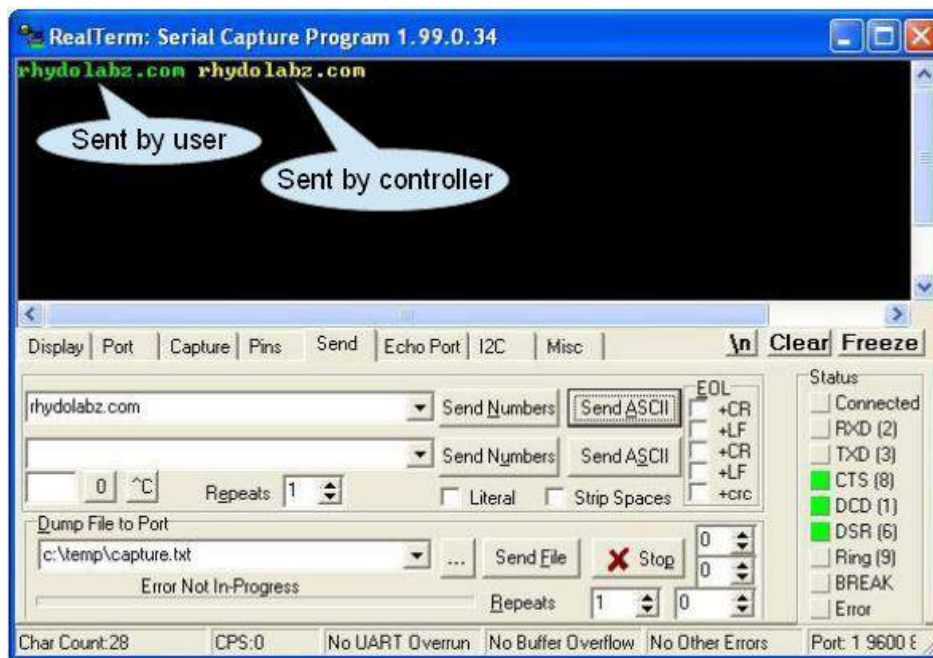 RealTerm: Serial Capture Program 1.99.0.34
rhydolabz.com rhydolabz.com
Sent by user
Sent by controller
Display Port Capture Pins Send Echo Port I2C Misc \n Clear Freeze
EOL
Status
rhydolabz.com Send Numbers Send ASCII +CR Connected
+LF RXD (2)
Send Numbers Send ASCII +CR TXD (3)
+LF CTS (8)
0 ^C Repeats 1 Literal Strip Spaces +crc DCD (1)
Dump File to Port DSR (6)
c:\temp\capture.txt ... Send File Stop 0 Ring (9)
0 BREAK
Error Not In-Progress
Repeats 1 0 Error
Char Count:28 CPS:0 No UART Overrun No Buffer Overflow No Other Errors Port: 1 9600